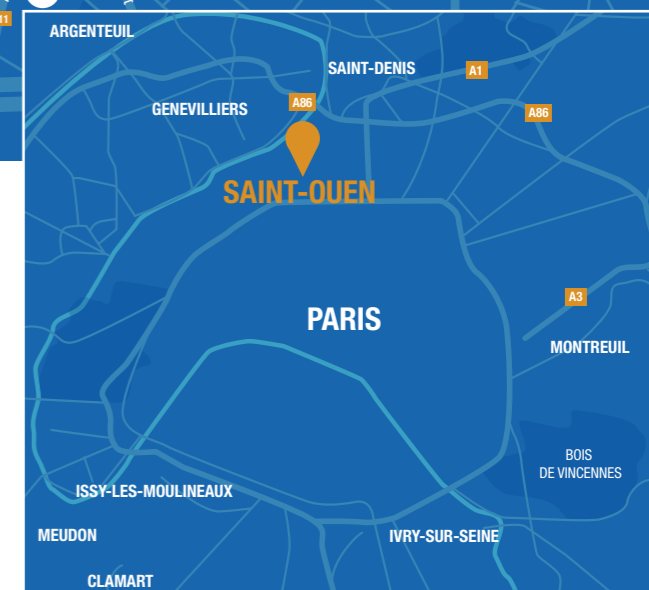 11
ARGENTEUIL
SAINT-DENIS
A1
GENEVILLIERS
A86
A86
SAINT-OUEN
A3
PARIS
MONTREUIL
BOIS
DE VINCENNES
ISSY-LES-MOULINEAUX
MEUDON
IVRY-SUR-SEINE
CLAMART